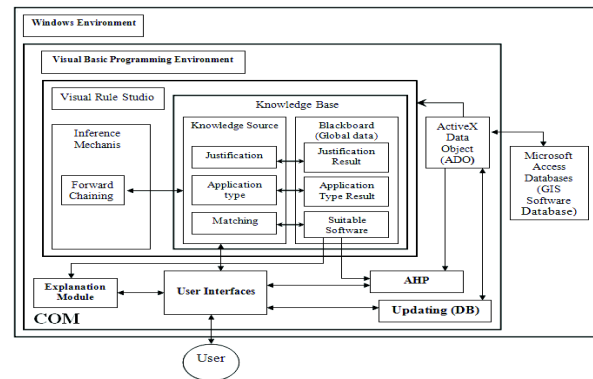 Windows Environment
Visual Basic Programming Environment
Visual Rule Studio
Knowledge Base
Inference
Mechanis
Forward
Chaining
Knowledge Source
Justification
Application
type
Matching
Blackboard
(Global data)
Justification
Result
Application
Type Result
Suitable
Software
ActiveX
Data
Object
(ADO)
Microsoft
Access
Databases
(GIS
Software
Database)
Explanation
Module
User Interfaces
AHP
Updating (DB)
COM
User